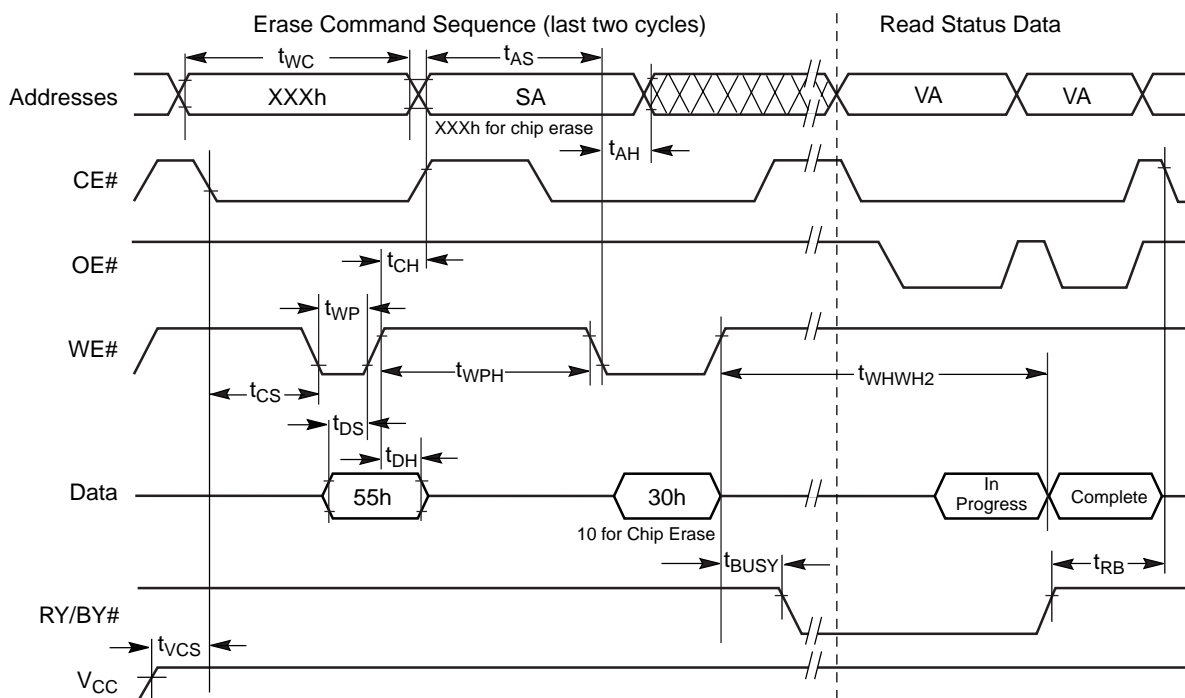 Erase Command Sequence (last two cycles) Read Status Data
tWC tAS
Addresses XXXh SA VA VA
XXXh for chip erase
tAH
CE#
OE#
tCH
tWP
WE#
tWPH tWHWH2
tCS
tDS
tDH
Data 55h 30h In Progress Complete
10 for Chip Erase
tBUSY tRB
RY/BY#
tVCS
VCC